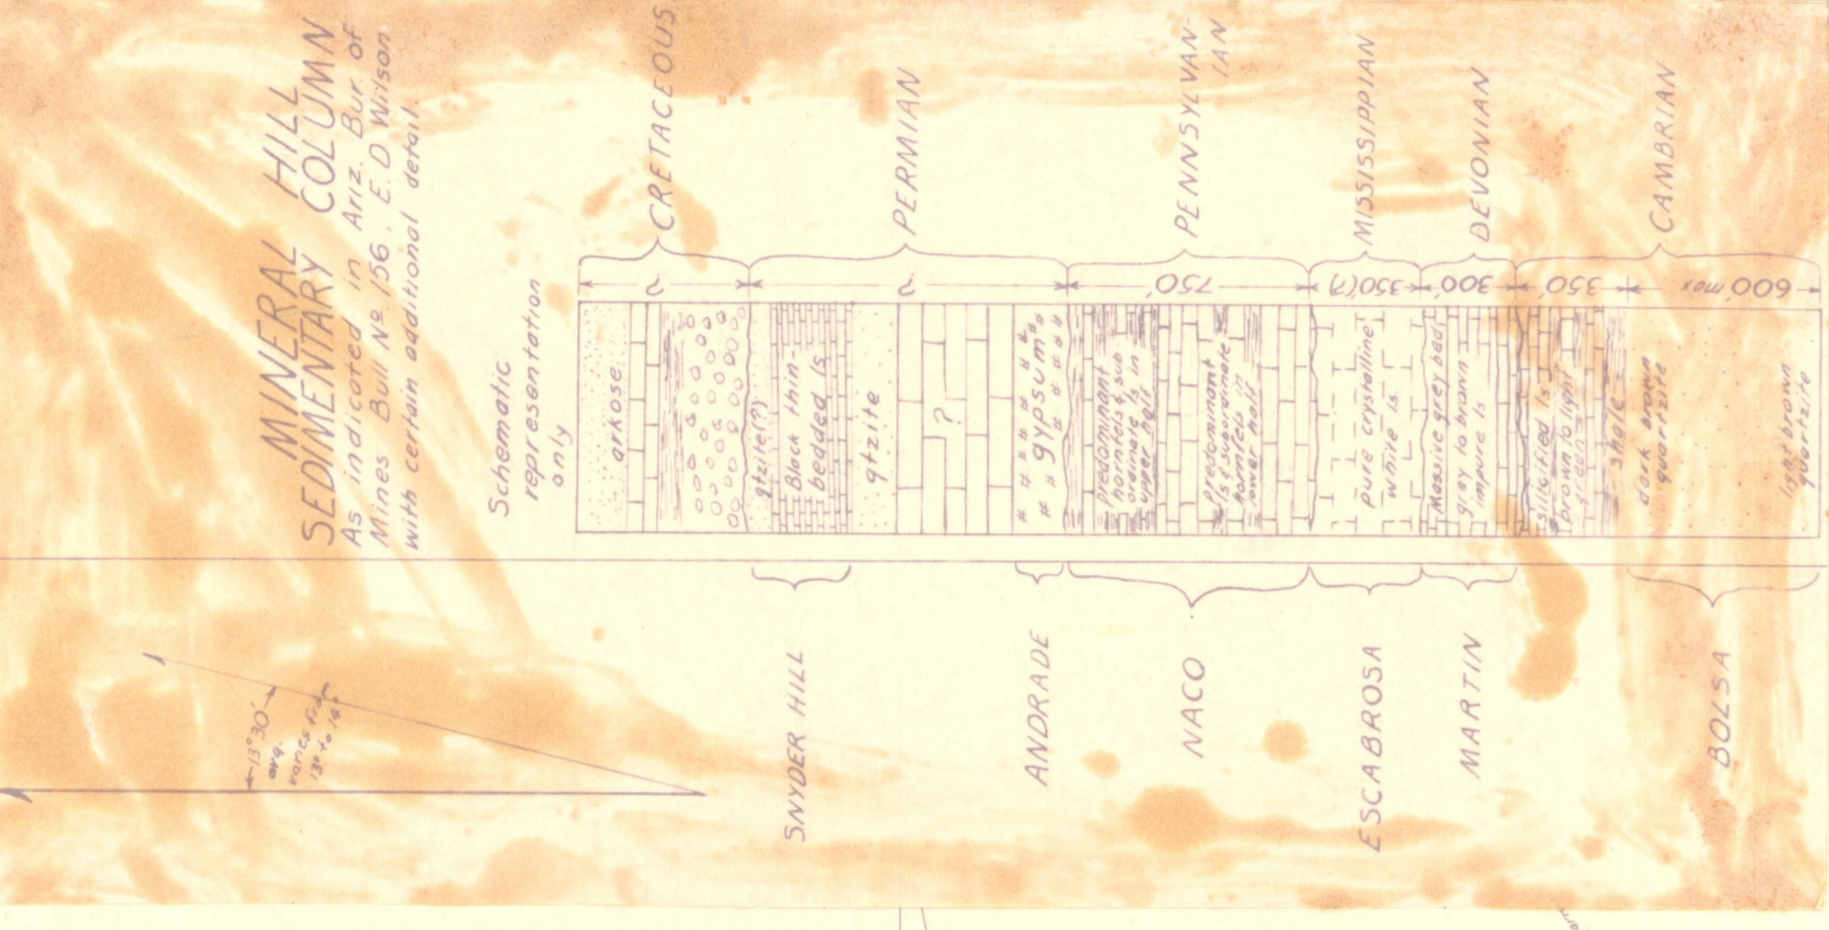 MINERAL HILL
SEDIMENTARY COLUMN
As indicated in Ariz. Bur. of
Mines Bull Nº 156, E. D. Wilson
with certain additional detail.
Schematic
representation
only
arkose
qtzite(?)
Black thin-
bedded ls
qtzite
?
gypsum
predominant
hornfels & sub
ordinate ls in
upper half
predominant
ls & subordinate
hornfels in
lower half
pure crystalline
white ls
Massive grey bed
gray to brown
impure ls
silicified ls
brown to light
green
shale
dark brown
quartzite
light brown
quartzite
?
?
750'
350(?)
300'
350'
600' max
CRETACEOUS
PERMIAN
PENNSYLVAN-
IAN
MISSISSIPPIAN
DEVONIAN
CAMBRIAN
SNYDER HILL
ANDRADE
NACO
ESCABROSA
MARTIN
BOLSA
13°30'
avg.
varies from
13° to 14°